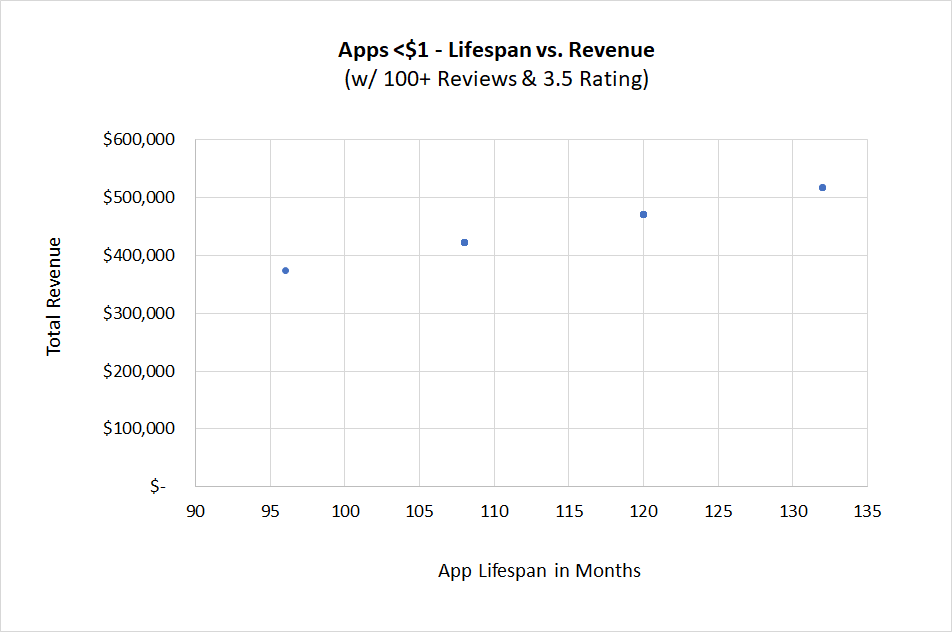 Apps <$1 - Lifespan vs. Revenue
(w/ 100+ Reviews & 3.5 Rating)
$600,000
$500,000
$400,000
$300,000
$200,000
$100,000
$-
Total Revenue
90 95 100 105 110 115 120 125 130 135
App Lifespan in Months